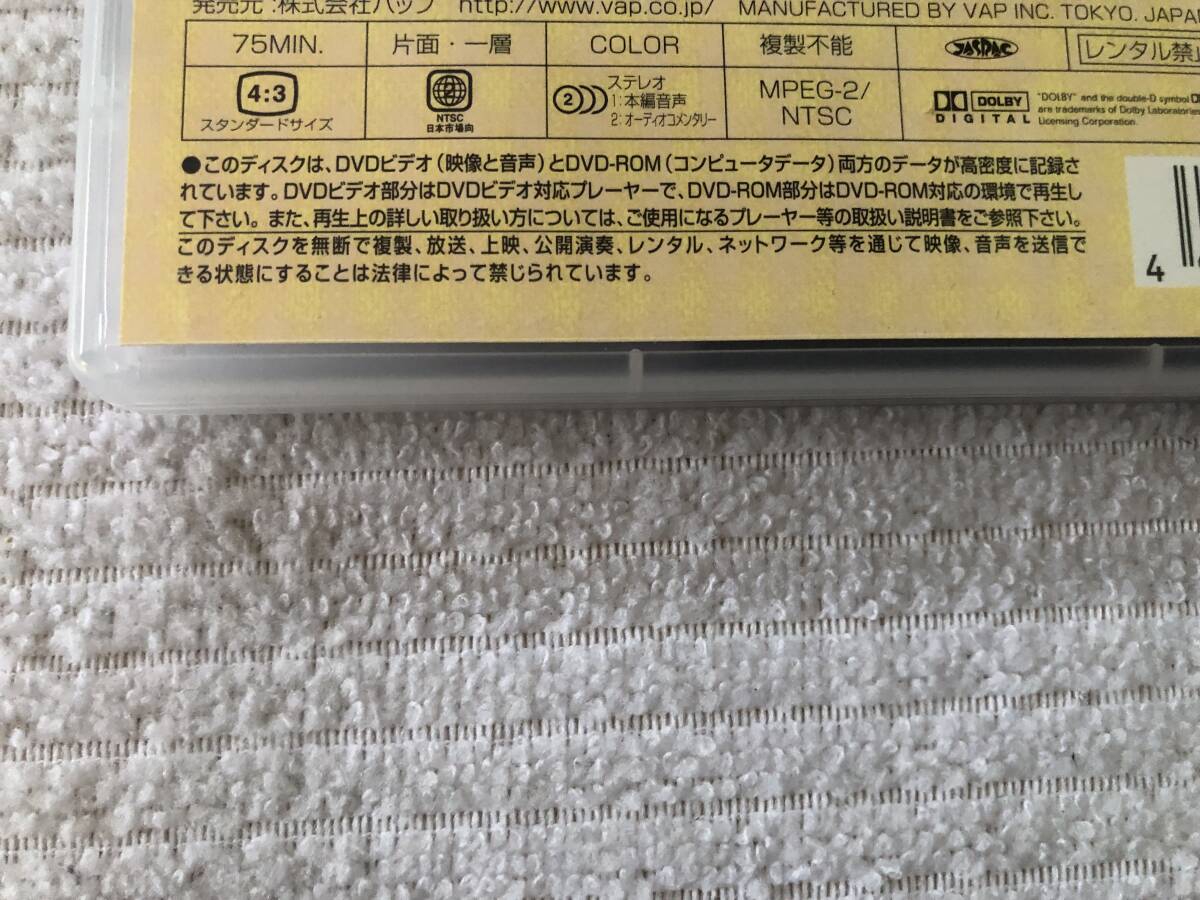 発売元:株式会社バップ http://www.vap.co.jp/ MANUFACTURED BY VAP INC. TOKYO. JAPAN
75MIN. 片面・一層 COLOR 複製不能 JASRAC レンタル禁止
4:3 スタンダードサイズ
2 NTSC 日本市場向
2 ステレオ
1:本編音声
2:オーディオコメンタリー
MPEG-2/
NTSC
DOLBY
DIGITAL
"DOLBY" and the double-D symbol
are trademarks of Dolby Laboratories
Licensing Corporation.
●このディスクは、DVDビデオ(映像と音声)とDVD-ROM(コンピュータデータ)両方のデータが高密度に記録さ
れています。DVDビデオ部分はDVDビデオ対応プレーヤーで、DVD-ROM部分はDVD-ROM対応の環境で再生し
て下さい。また、再生上の詳しい取り扱い方については、ご使用になるプレーヤー等の取扱い説明書をご参照下さい。
このディスクを無断で複製、放送、上映、公開演奏、レンタル、ネットワーク等を通じて映像、音声を送信で
きる状態にすることは法律によって禁じられています。
4